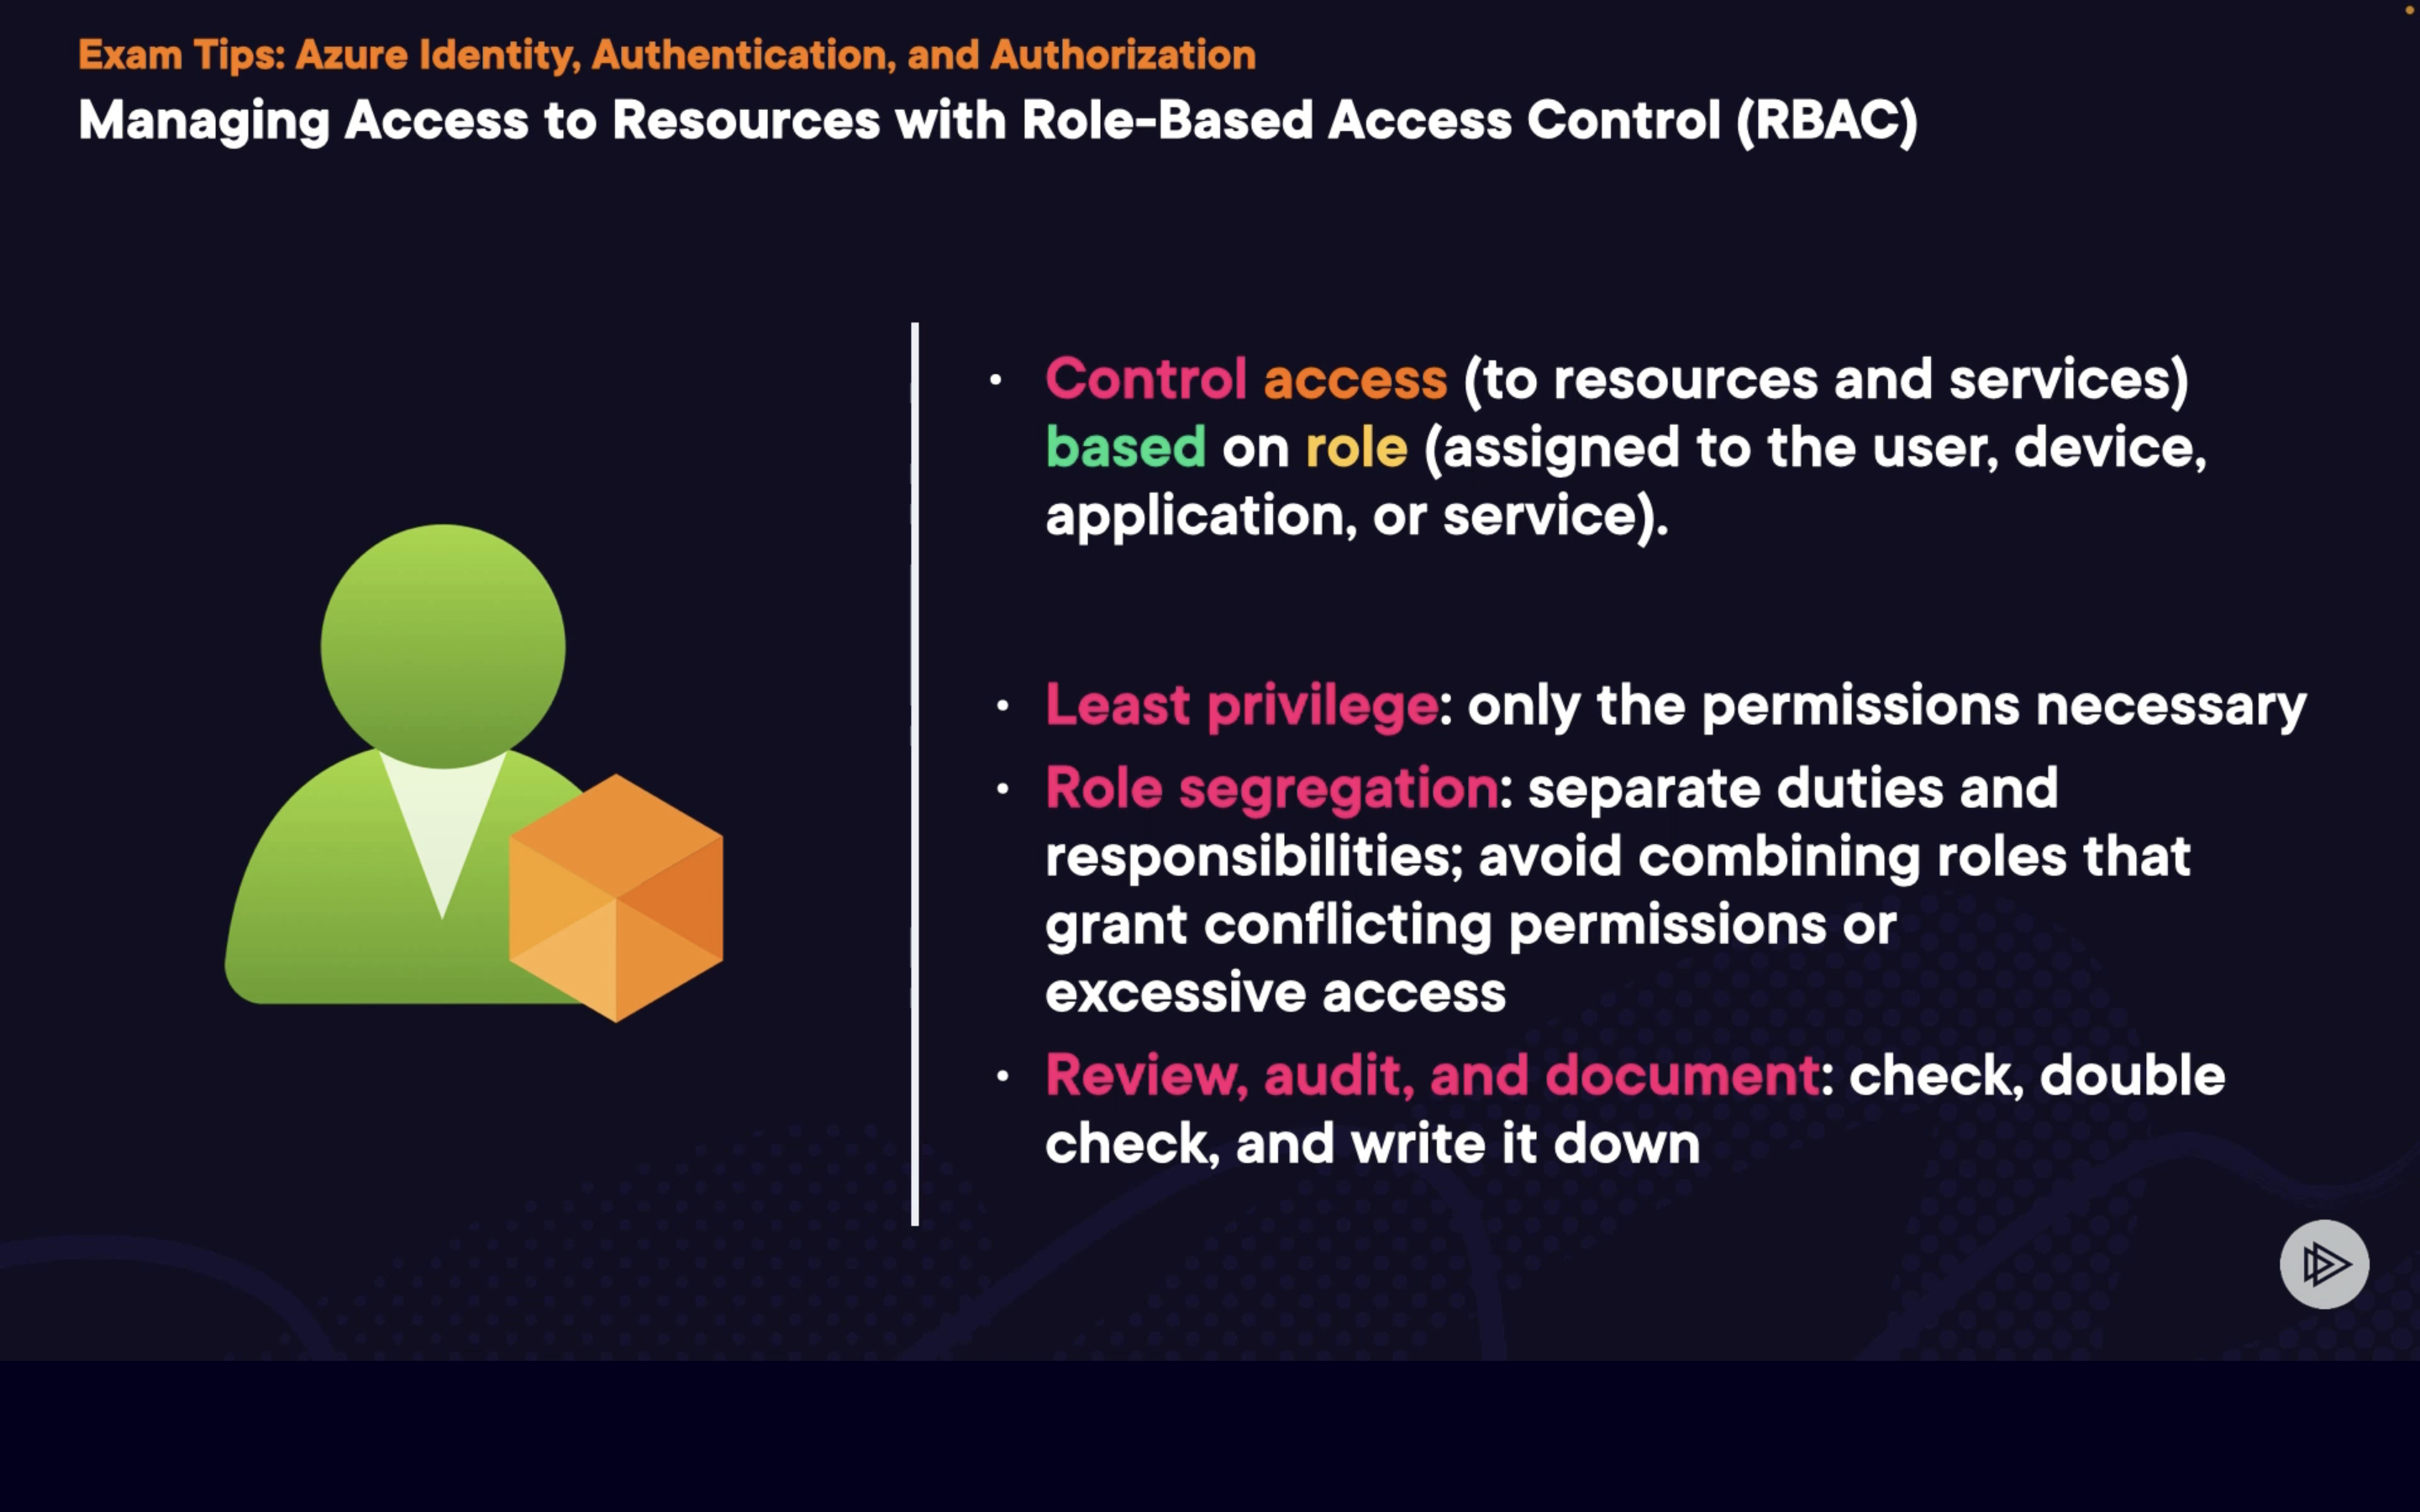 Exam Tips: Azure Identity, Authentication, and Authorization
Managing Access to Resources with Role-Based Access Control (RBAC)
• Control access (to resources and services)
based on role (assigned to the user, device,
application, or service).
• Least privilege: only the permissions necessary
• Role segregation: separate duties and
responsibilities; avoid combining roles that
grant conflicting permissions or
excessive access
• Review, audit, and document: check, double
check, and write it down